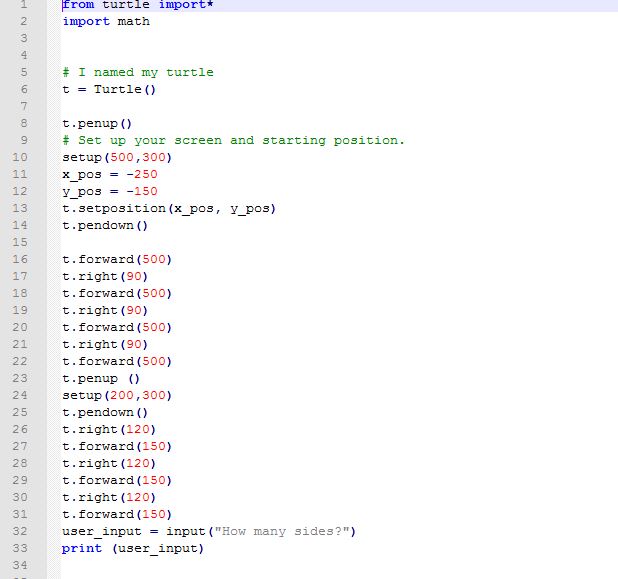 1 from turtle import*
2 import math
3
4
5 # I named my turtle
6 t = Turtle()
7
8 t.penup()
9 # Set up your screen and starting position.
10 setup(500,300)
11 x_pos = -250
12 y_pos = -150
13 t.setposition(x_pos, y_pos)
14 t.pendown()
15
16 t.forward(500)
17 t.right(90)
18 t.forward(500)
19 t.right(90)
20 t.forward(500)
21 t.right(90)
22 t.forward(500)
23 t.penup ()
24 setup(200,300)
25 t.pendown()
26 t.right(120)
27 t.forward(150)
28 t.right(120)
29 t.forward(150)
30 t.right(120)
31 t.forward(150)
32 user_input = input("How many sides?")
33 print (user_input)
34